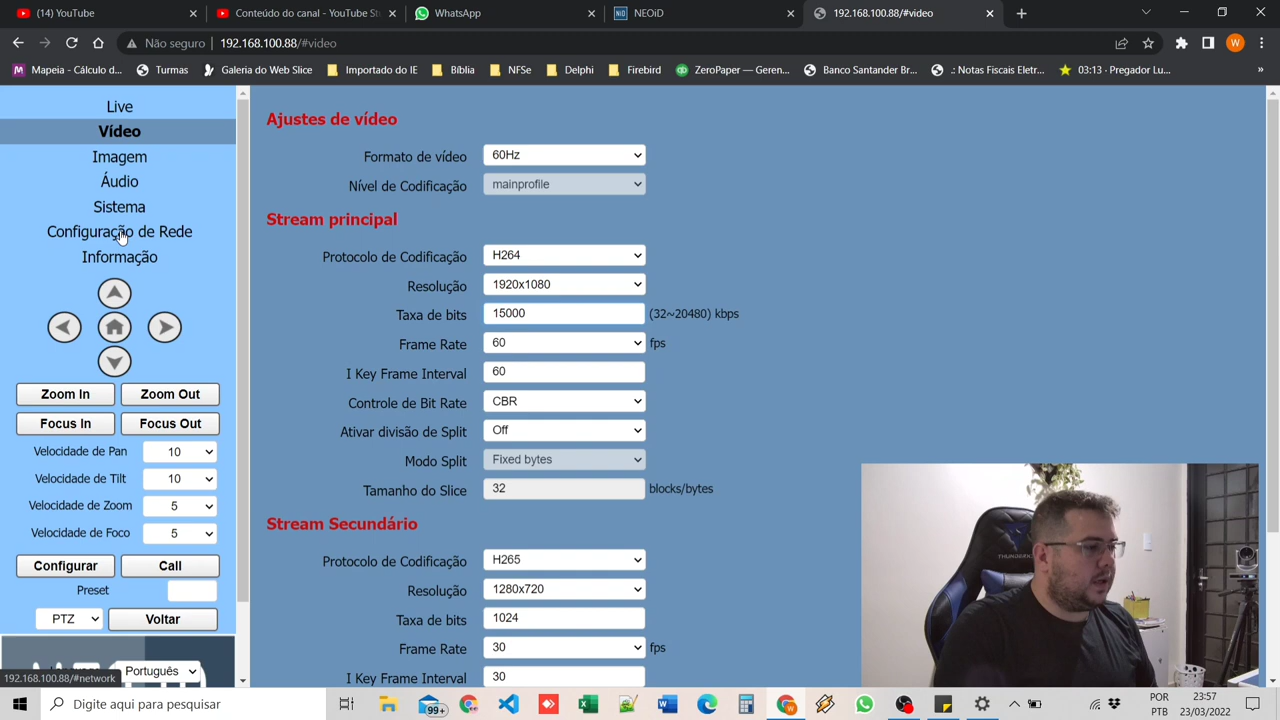 (14) YouTube
Conteúdo do canal - YouTube St
WhatsApp
NID
NEOiD
192.168.100.88/#video
Não seguro
192.168.100.88/#video
W
Mapeia - Cálculo d...
Turmas
Galeria do Web Slice
Importado do IE
Bíblia
NFSe
Delphi
Firebird
ZeroPaper — Geren...
Banco Santander Br...
.: Notas Fiscais Eletr...
03:13 - Pregador Lu...
»
Live
Vídeo
Imagem
Áudio
Sistema
Configuração de Rede
Informação
Zoom In
Zoom Out
Focus In
Focus Out
Velocidade de Pan
10
Velocidade de Tilt
10
Velocidade de Zoom
5
Velocidade de Foco
5
Configurar
Call
Preset
PTZ
Voltar
Português
192.168.100.88/#network
Ajustes de vídeo
Formato de vídeo
60Hz
Nível de Codificação
mainprofile
Stream principal
Protocolo de Codificação
H264
Resolução
1920x1080
Taxa de bits
15000
(32~20480) kbps
Frame Rate
60
fps
I Key Frame Interval
60
Controle de Bit Rate
CBR
Ativar divisão de Split
Off
Modo Split
Fixed bytes
Tamanho do Slice
32
blocks/bytes
Stream Secundário
Protocolo de Codificação
H265
Resolução
1280x720
Taxa de bits
1024
Frame Rate
30
fps
I Key Frame Interval
30
Digite aqui para pesquisar
99+
POR
PTB
23:57
23/03/2022